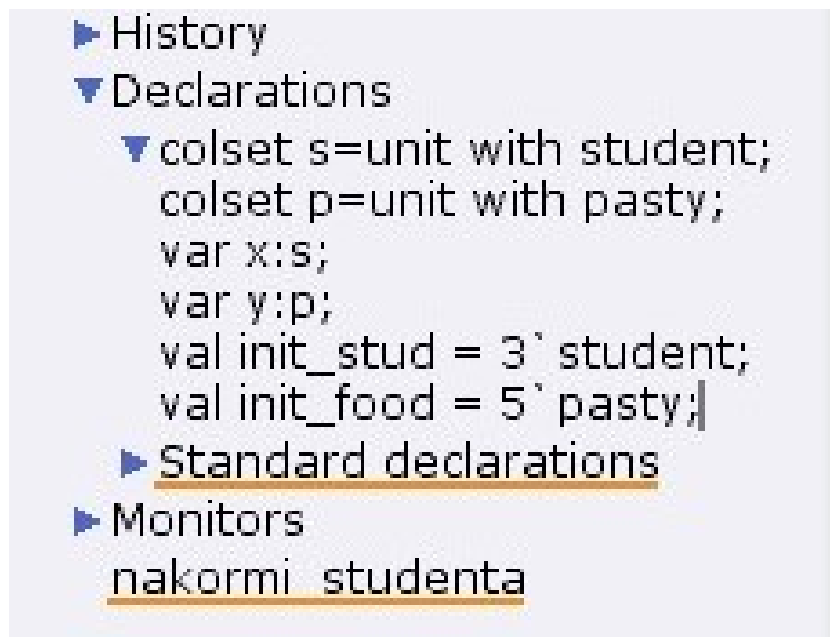 History
Declarations
colset s=unit with student;
colset p=unit with pasty;
var x:s;
var y:p;
val init_stud = 3`student;
val init_food = 5`pasty;
Standard declarations
Monitors
nakormi_studenta